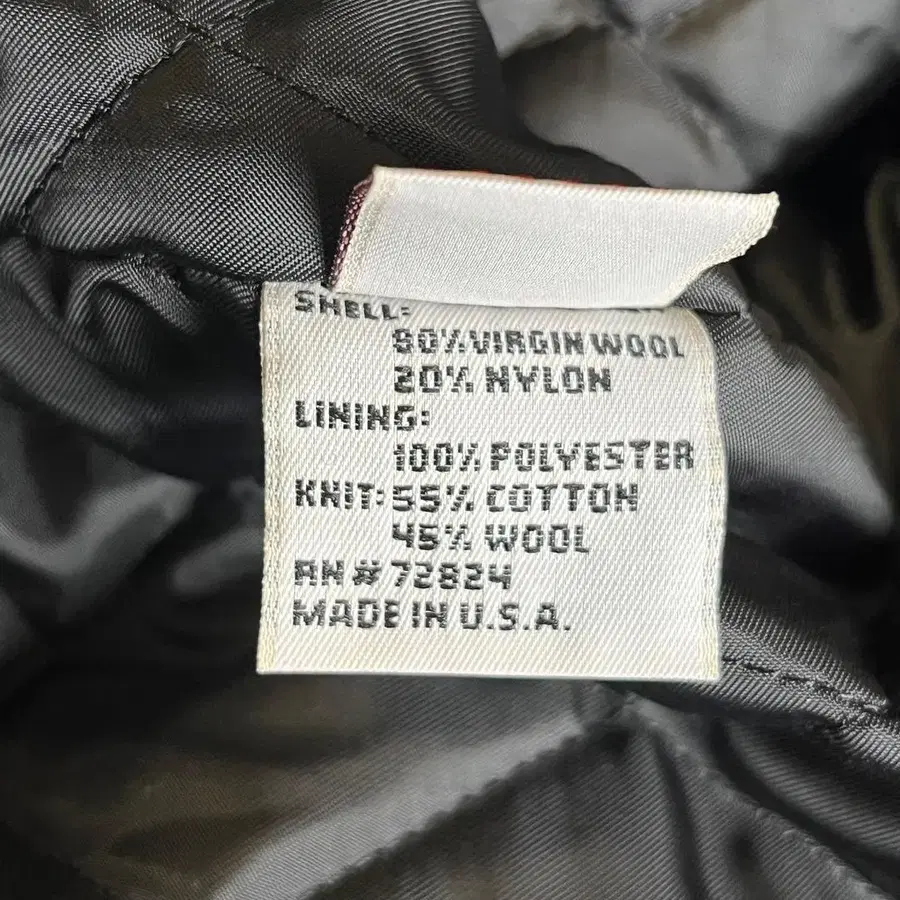 SHELL:
80% VIRGIN WOOL
20% NYLON
LINING:
100% POLYESTER
KNIT: 55% COTTON
45% WOOL
RN # 72824
MADE IN U.S.A.